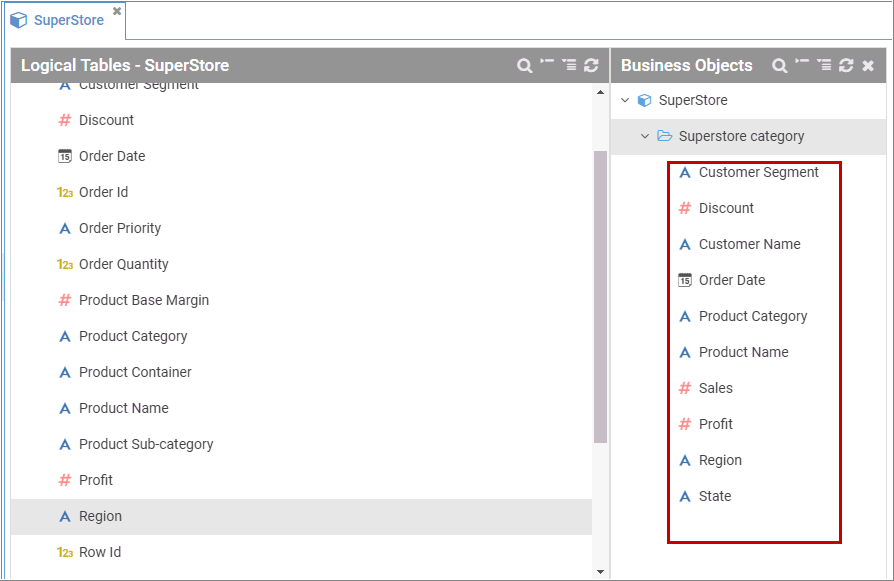 SuperStore
Logical Tables - SuperStore
Customer Segment
# Discount
15 Order Date
123 Order Id
A Order Priority
123 Order Quantity
# Product Base Margin
A Product Category
A Product Container
A Product Name
A Product Sub-category
# Profit
A Region
123 Row Id
Business Objects
SuperStore
Superstore category
A Customer Segment
# Discount
A Customer Name
15 Order Date
A Product Category
A Product Name
# Sales
# Profit
A Region
A State